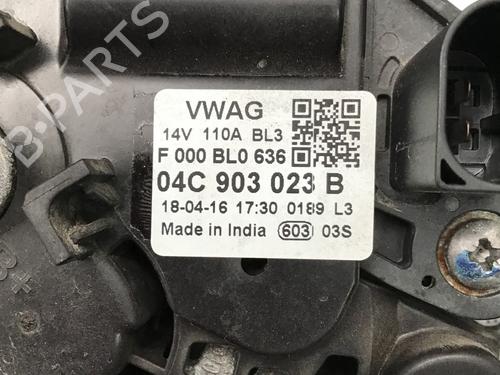 VWAG
14V 110A BL3
F 000 BL0 636
04C 903 023 B
18-04-16 17:30 0189 L3
Made in India 603 03S
B+
B-PARTS